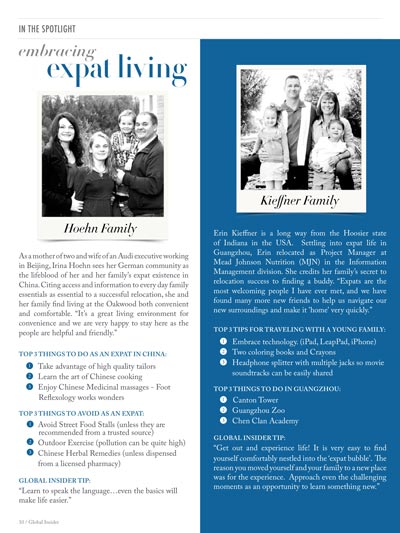 IN THE SPOTLIGHT
embracing
expat living
Hoehn Family
As a mother of two and wife of an Audi executive working
in Beijing, Irina Hoehn sees her German community as
the lifeblood of her and her family's expat existence in
China. Citing access and information to every day family
essentials as essential to a successful relocation, she and
her family find living at the Oakwood both convenient
and comfortable. "It's a great living environment for
convenience and we are very happy to stay here as the
people are helpful and friendly."
TOP 3 THINGS TO DO AS AN EXPAT IN CHINA:
1 Take advantage of high quality tailors
2 Learn the art of Chinese cooking
3 Enjoy Chinese Medicinal massages - Foot
Reflexology works wonders
TOP 3 THINGS TO AVOID AS AN EXPAT:
1 Avoid Street Food Stalls (unless they are
recommended from a trusted source)
2 Outdoor Exercise (pollution can be quite high)
3 Chinese Herbal Remedies (unless dispensed
from a licensed pharmacy)
GLOBAL INSIDER TIP:
"Learn to speak the language…even the basics will
make life easier."
10 / Global Insider
Kieffner Family
Erin Kieffner is a long way from the Hoosier state
of Indiana in the USA. Settling into expat life in
Guangzhou, Erin relocated as Project Manager at
Mead Johnson Nutrition (MJN) in the Information
Management division. She credits her family's secret to
relocation success to finding a buddy. "Expats are the
most welcoming people I have ever met, and we have
found many more new friends to help us navigate our
new surroundings and make it 'home' very quickly."
TOP 3 TIPS FOR TRAVELING WITH A YOUNG FAMILY:
1 Embrace technology. (iPad, LeapPad, iPhone)
2 Two coloring books and Crayons
3 Headphone splitter with multiple jacks so movie
soundtracks can be easily shared
TOP 3 THINGS TO DO IN GUANGZHOU:
1 Canton Tower
2 Guangzhou Zoo
3 Chen Clan Academy
GLOBAL INSIDER TIP:
"Get out and experience life! It is very easy to find
yourself comfortably nestled into the 'expat bubble'. The
reason you moved yourself and your family to a new place
was for the experience. Approach even the challenging
moments as an opportunity to learn something new."